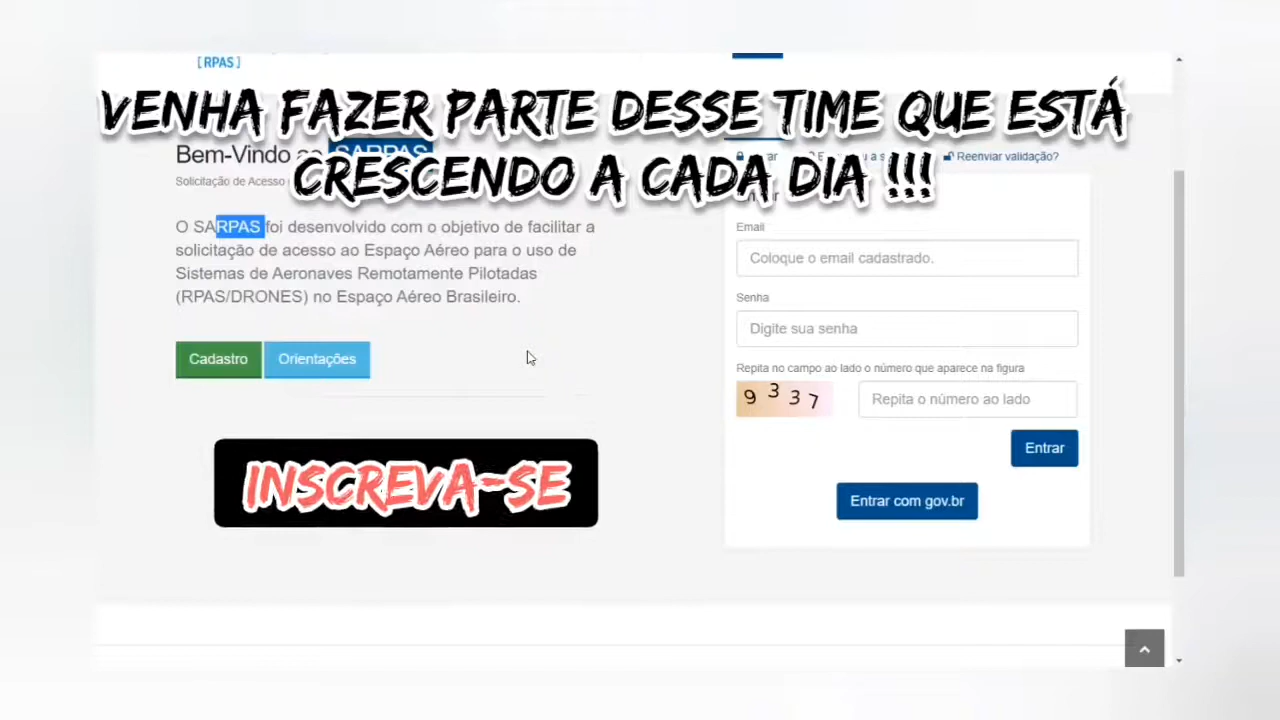 [RPAS]
VENHA FAZER PARTE DESSE TIME QUE ESTÁ
CRESCENDO A CADA DIA !!!
Bem-Vindo ao SARPAS
Reenviar validação?
Solicitação de Acesso
O SARPAS foi desenvolvido com o objetivo de facilitar a
solicitação de acesso ao Espaço Aéreo para o uso de
Sistemas de Aeronaves Remotamente Pilotadas
(RPAS/DRONES) no Espaço Aéreo Brasileiro.
Cadastro
Orientações
INSCREVA-SE
Email
Coloque o email cadastrado.
Senha
Digite sua senha
Repita no campo ao lado o número que aparece na figura
9337
Repita o número ao lado
Entrar
Entrar com gov.br